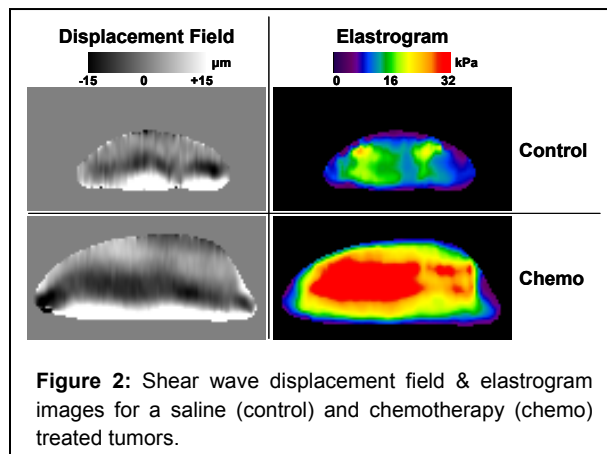 Displacement Field Elastrogram
µm kPa
-15 0 +15 0 16 32
Control
Chemo
Figure 2: Shear wave displacement field & elastrogram
images for a saline (control) and chemotherapy (chemo)
treated tumors.